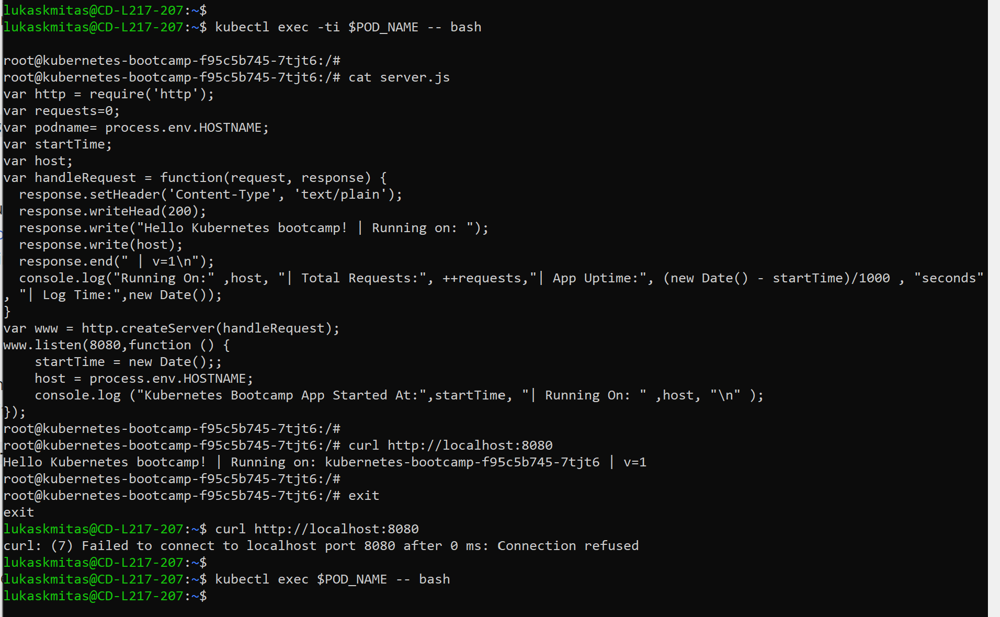 lukaskmitas@CD-L217-207:~$
lukaskmitas@CD-L217-207:~$ kubectl exec -ti $POD_NAME -- bash
root@kubernetes-bootcamp-f95c5b745-7tjt6:/#
root@kubernetes-bootcamp-f95c5b745-7tjt6:/# cat server.js
var http = require('http');
var requests=0;
var podname= process.env.HOSTNAME;
var startTime;
var host;
var handleRequest = function(request, response) {
  response.setHeader('Content-Type', 'text/plain');
  response.writeHead(200);
  response.write("Hello Kubernetes bootcamp! | Running on: ");
  response.write(host);
  response.end(" | v=1\n");
  console.log("Running On:" ,host, "| Total Requests:", ++requests,"| App Uptime:", (new Date() - startTime)/1000 , "seconds"
, "| Log Time:",new Date());
}
var www = http.createServer(handleRequest);
www.listen(8080,function () {
    startTime = new Date();;
    host = process.env.HOSTNAME;
    console.log ("Kubernetes Bootcamp App Started At:",startTime, "| Running On: " ,host, "\n" );
});
root@kubernetes-bootcamp-f95c5b745-7tjt6:/#
root@kubernetes-bootcamp-f95c5b745-7tjt6:/# curl http://localhost:8080
Hello Kubernetes bootcamp! | Running on: kubernetes-bootcamp-f95c5b745-7tjt6 | v=1
root@kubernetes-bootcamp-f95c5b745-7tjt6:/#
root@kubernetes-bootcamp-f95c5b745-7tjt6:/# exit
exit
lukaskmitas@CD-L217-207:~$ curl http://localhost:8080
curl: (7) Failed to connect to localhost port 8080 after 0 ms: Connection refused
lukaskmitas@CD-L217-207:~$
lukaskmitas@CD-L217-207:~$ kubectl exec $POD_NAME -- bash
lukaskmitas@CD-L217-207:~$